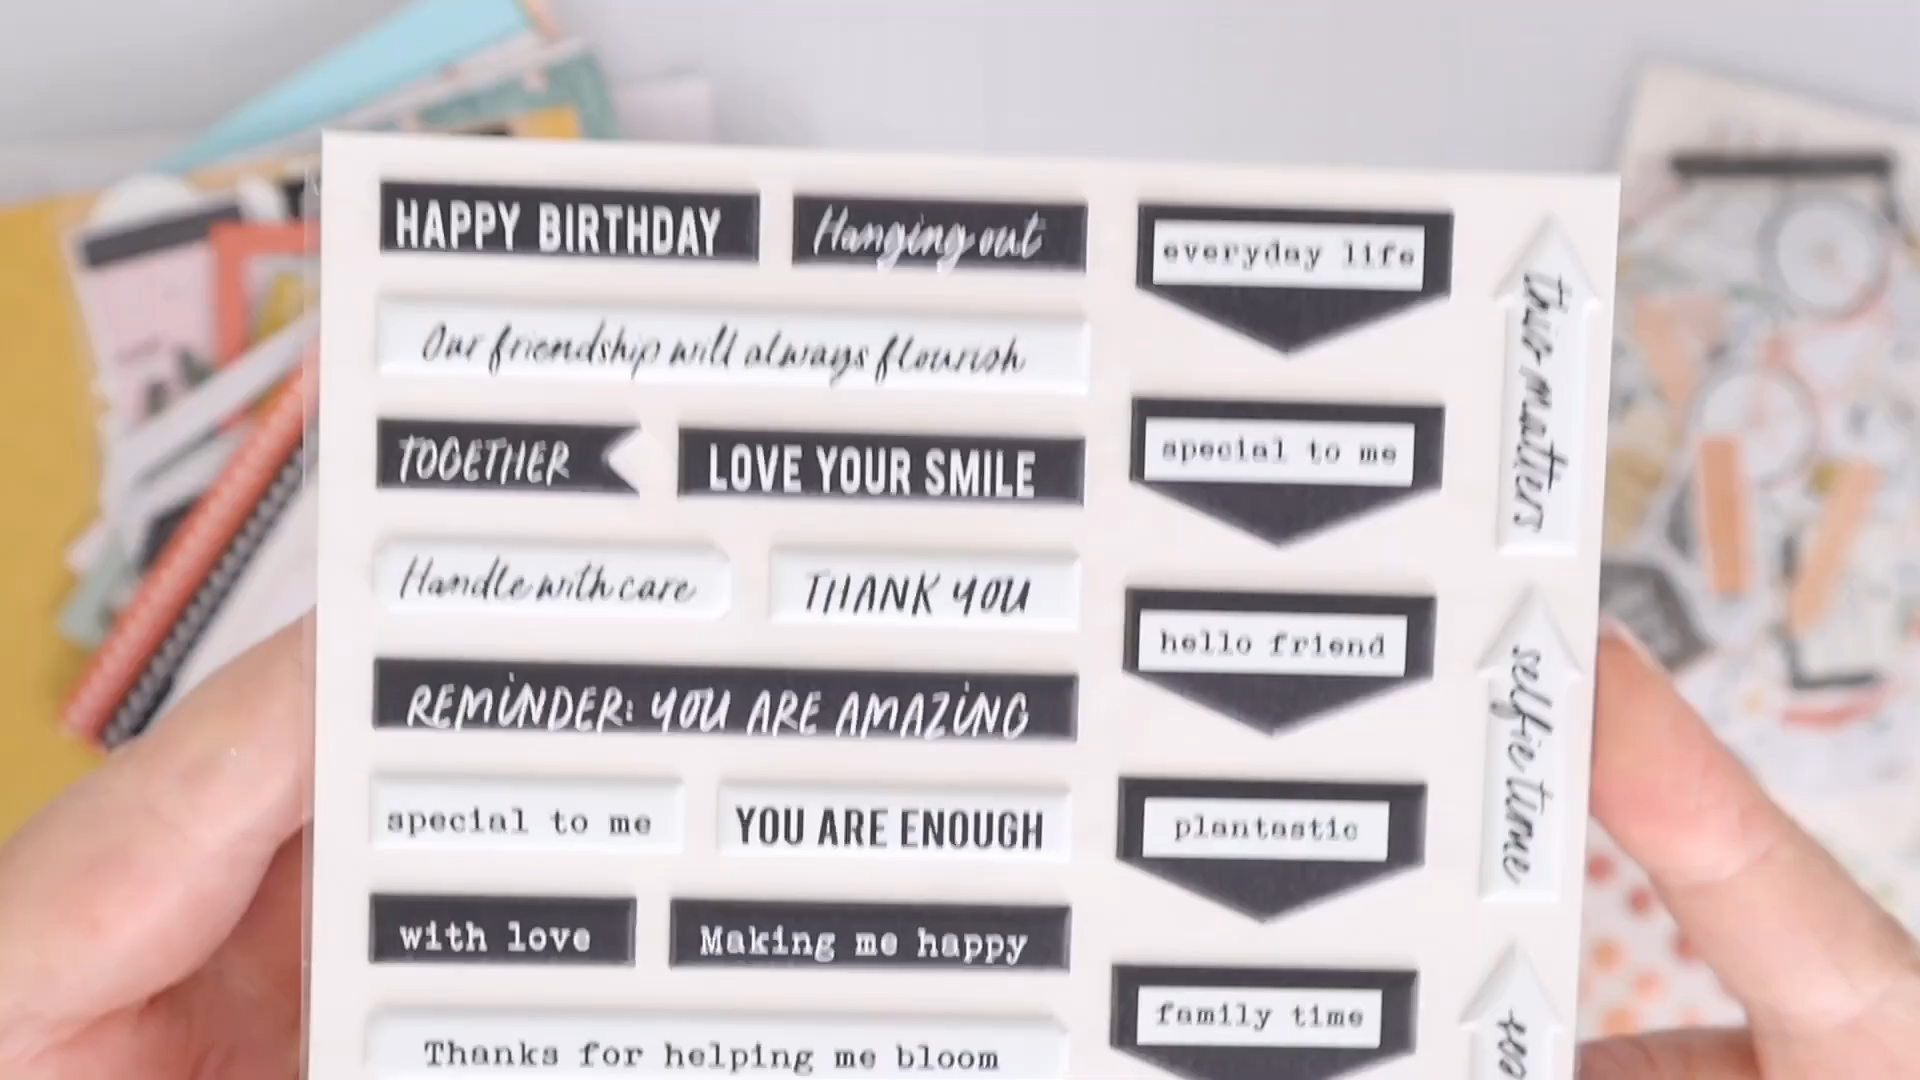 HAPPY BIRTHDAY
Hanging out
Our friendship will always flourish
TOGETHER
LOVE YOUR SMILE
Handle with care
THANK YOU
REMINDER: YOU ARE AMAZING
special to me
YOU ARE ENOUGH
with love
Making me happy
Thanks for helping me bloom
everyday life
special to me
hello friend
plantastic
family time
this matters
selfie time